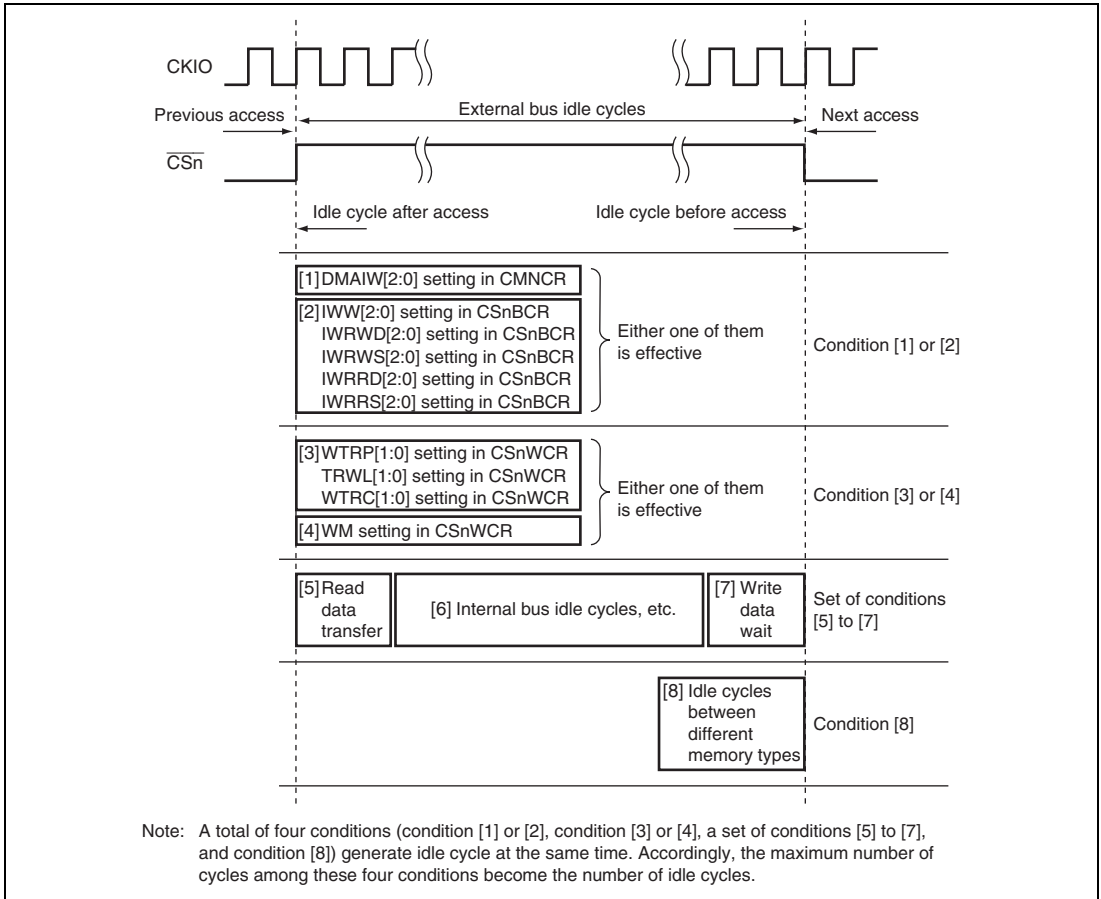 CKIO
Previous access
External bus idle cycles
Next access
CSn
Idle cycle after access
Idle cycle before access
[1] DMAIW[2:0] setting in CMNCR
[2] IWW[2:0] setting in CSnBCR
IWRWD[2:0] setting in CSnBCR
IWRWS[2:0] setting in CSnBCR
IWRRD[2:0] setting in CSnBCR
IWRRS[2:0] setting in CSnBCR
Either one of them
is effective
Condition [1] or [2]
[3] WTRP[1:0] setting in CSnWCR
TRWL[1:0] setting in CSnWCR
WTRC[1:0] setting in CSnWCR
[4] WM setting in CSnWCR
Either one of them
is effective
Condition [3] or [4]
[5] Read
data
transfer
[6] Internal bus idle cycles, etc.
[7] Write
data
wait
Set of conditions
[5] to [7]
[8] Idle cycles
between
different
memory types
Condition [8]
Note: A total of four conditions (condition [1] or [2], condition [3] or [4], a set of conditions [5] to [7],
and condition [8]) generate idle cycle at the same time. Accordingly, the maximum number of
cycles among these four conditions become the number of idle cycles.